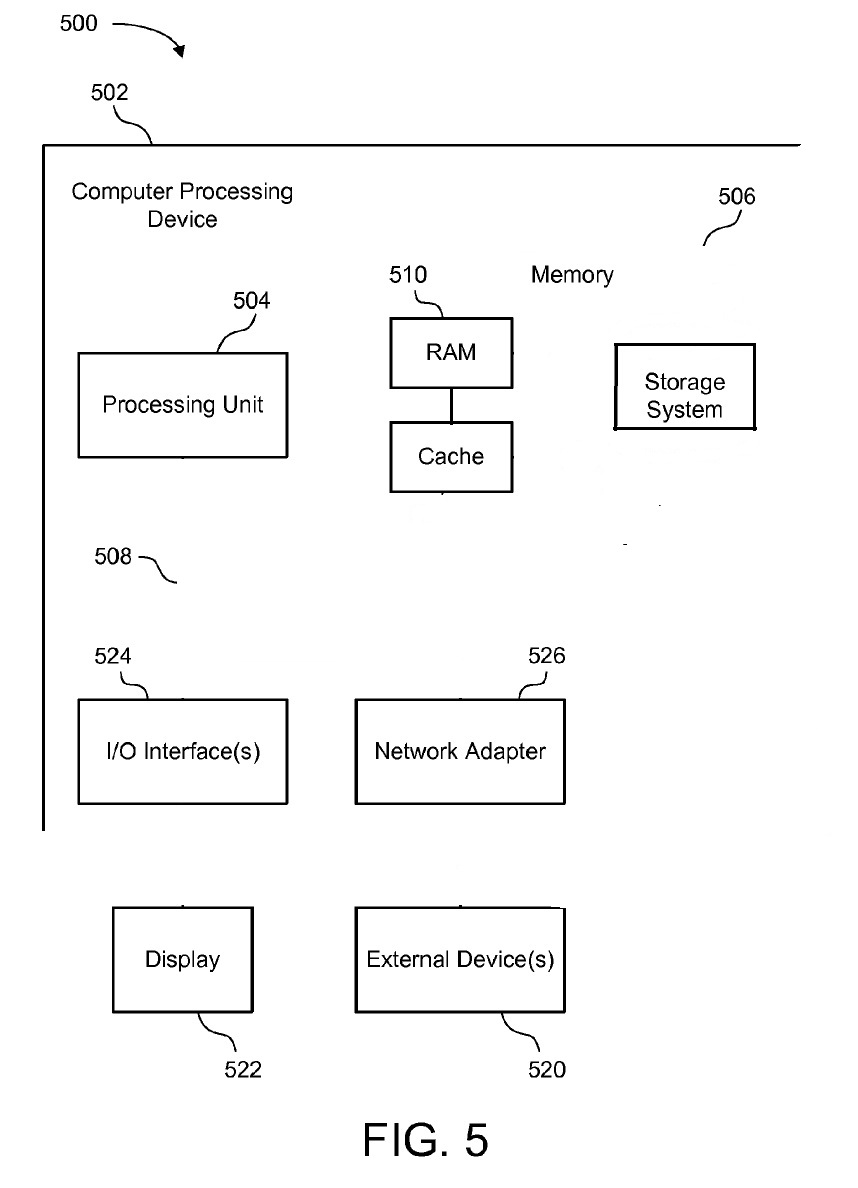 500
502
Computer Processing
Device
506
510
Memory
504
RAM
Storage
System
Processing Unit
Cache
508
524
526
I/O Interface(s)
Network Adapter
Display
External Device(s)
522
520
FIG. 5